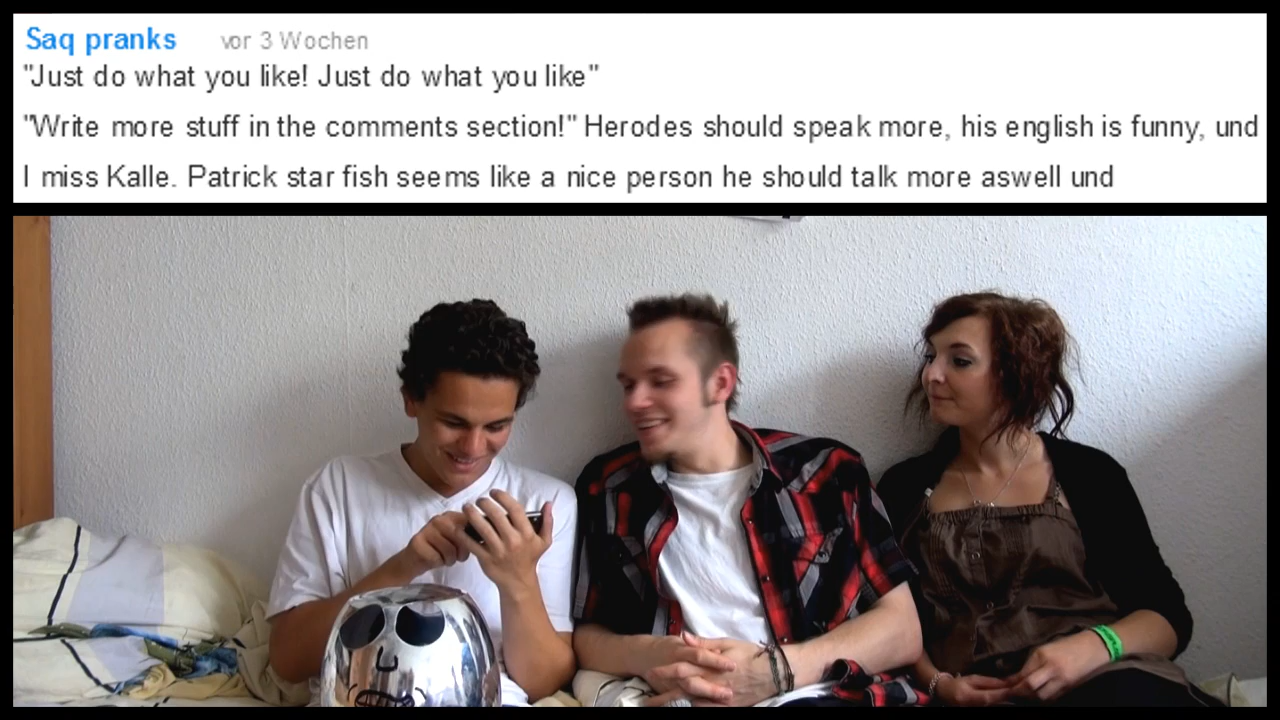 Saq pranks vor 3 Wochen
"Just do what you like! Just do what you like"
"Write more stuff in the comments section!" Herodes should speak more, his english is funny, und
I miss Kalle. Patrick star fish seems like a nice person he should talk more aswell und